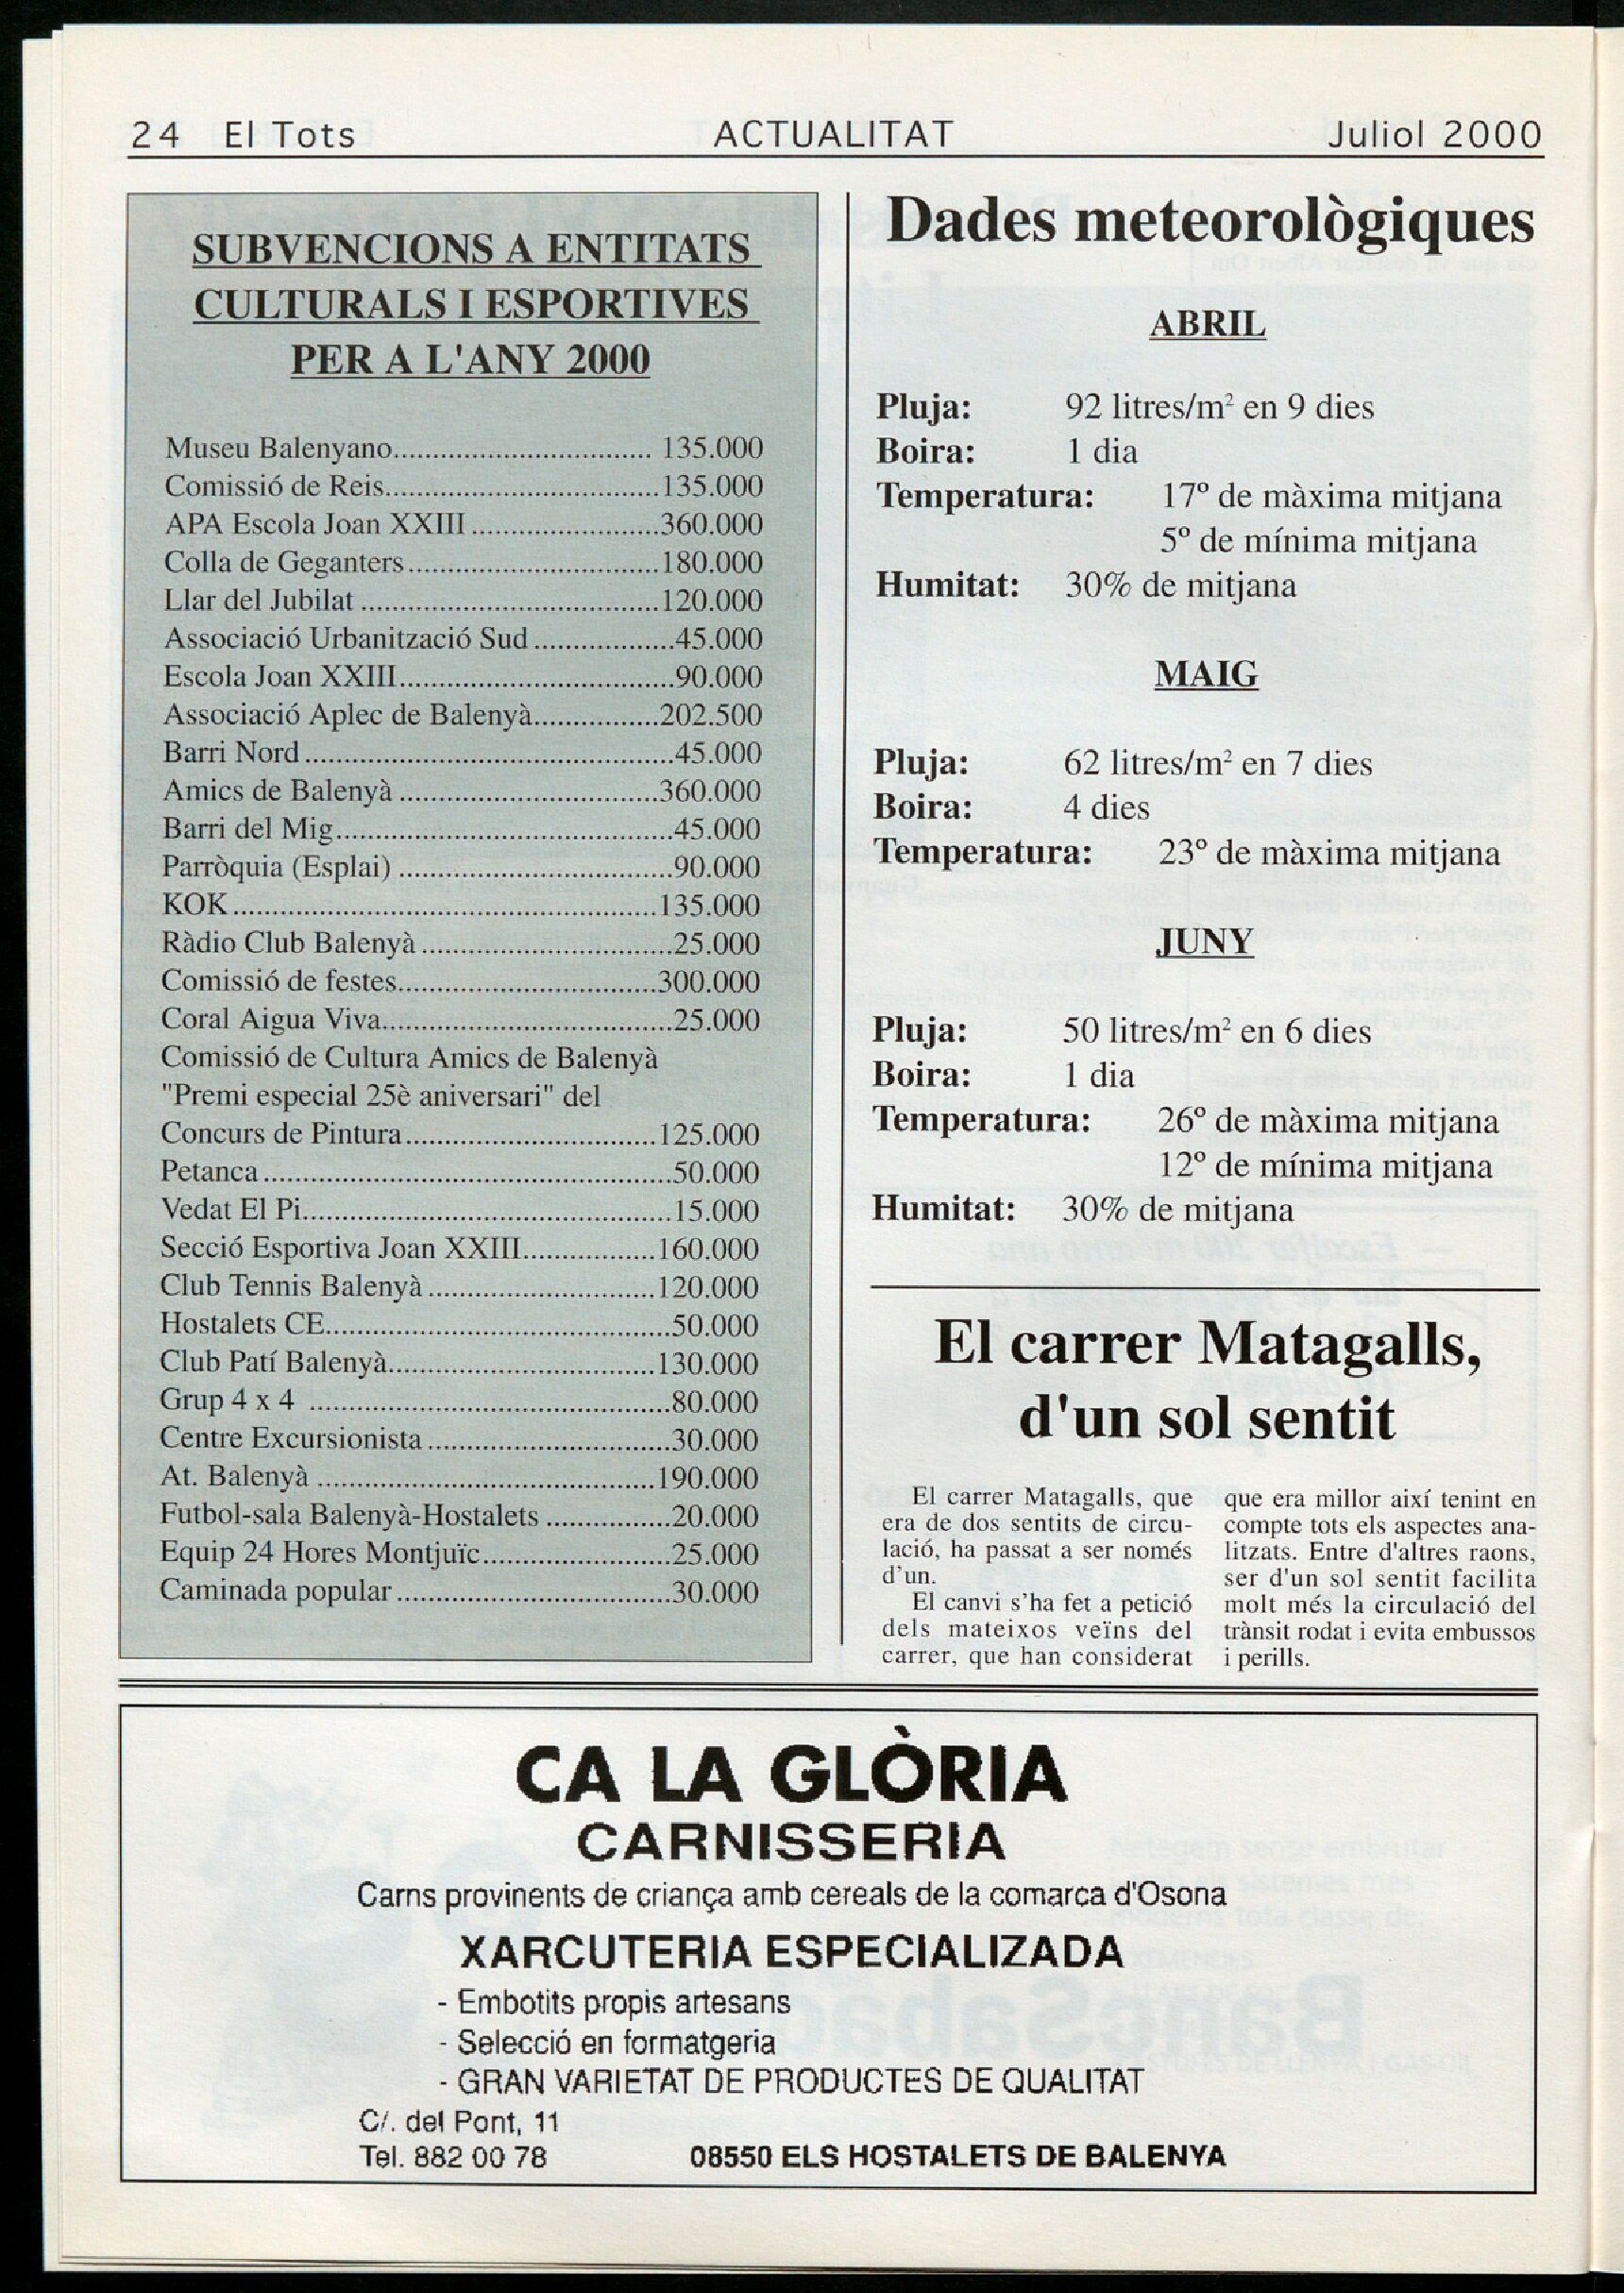 24 El Tots ACTUALITAT Juliol 2000
SUBVENCIONS A ENTITATS
CULTURALS I ESPORTIVES
PER A L'ANY 2000
Museu Balenyano................................. 135.000
Comissió de Reis...................................135.000
APA Escola Joan XXIII ........................360.000
Colla de Geganters................................180.000
Llar del Jubilat ......................................120.000
Associació Urbanització Sud ..................45.000
Escola Joan XXIII...................................90.000
Associació Aplec de Balenyà................202.500
Barri Nord ...............................................45.000
Amics de Balenyà .................................360.000
Barri del Mig...........................................45.000
Parròquia (Esplai) ...................................90.000
KOK......................................................135.000
Ràdio Club Balenyà ................................25.000
Comissió de festes.................................300.000
Coral Aigua Viva.....................................25.000
Comissió de Cultura Amics de Balenyà
"Premi especial 25è aniversari" del
Concurs de Pintura................................125.000
Petanca ....................................................50.000
Vedat El Pi...............................................15.000
Secció Esportiva Joan XXIII.................160.000
Club Tennis Balenyà .............................120.000
Hostalets CE............................................50.000
Club Patí Balenyà..................................130.000
Grup 4 x 4 ..............................................80.000
Centre Excursionista ...............................30.000
At. Balenyà ...........................................190.000
Futbol-sala Balenyà-Hostalets ................20.000
Equip 24 Hores Montjuïc........................25.000
Caminada popular ...................................30.000
Dades meteorològiques
ABRIL
Pluja: 92 litres/m² en 9 dies
Boira: 1 dia
Temperatura: 17º de màxima mitjana
5º de mínima mitjana
Humitat: 30% de mitjana
MAIG
Pluja: 62 litres/m² en 7 dies
Boira: 4 dies
Temperatura: 23º de màxima mitjana
JUNY
Pluja: 50 litres/m² en 6 dies
Boira: 1 dia
Temperatura: 26º de màxima mitjana
12º de mínima mitjana
Humitat: 30% de mitjana
El carrer Matagalls,
d'un sol sentit
El carrer Matagalls, que
era de dos sentits de circu-
lació, ha passat a ser només
d'un.
El canvi s'ha fet a petició
dels mateixos veïns del
carrer, que han considerat
que era millor així tenint en
compte tots els aspectes ana-
litzats. Entre d'altres raons,
ser d'un sol sentit facilita
molt més la circulació del
trànsit rodat i evita embussos
i perills.
CA LA GLÒRIA
CARNISSERIA
Carns provinents de criança amb cereals de la comarca d'Osona
XARCUTERIA ESPECIALIZADA
- Embotits propis artesans
- Selecció en formatgeria
- GRAN VARIETAT DE PRODUCTES DE QUALITAT
C/. del Pont, 11
Tel. 882 00 78 08550 ELS HOSTALETS DE BALENYA